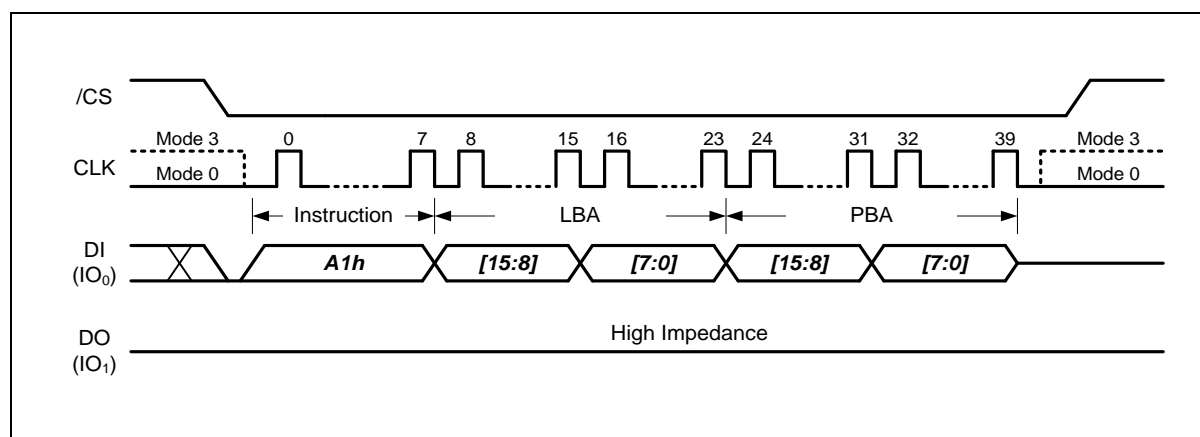 /CS
Mode 3 0 7 8 15 16 23 24 31 32 39 Mode 3
CLK
Mode 0 Mode 0
Instruction LBA PBA
DI
(IO0)
A1h [15:8] [7:0] [15:8] [7:0]
High Impedance
DO
(IO1)